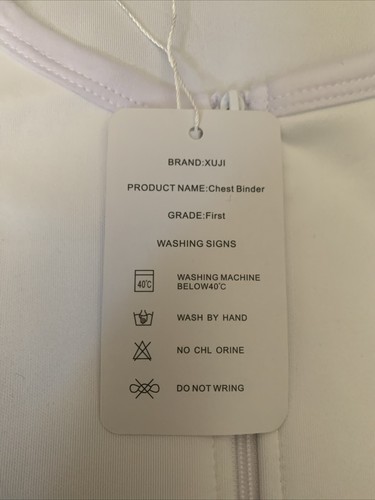 BRAND:XUJI
PRODUCT NAME:Chest Binder
GRADE:First
WASHING SIGNS
40℃
WASHING MACHINE
BELOW40℃
WASH BY HAND
NO CHL ORINE
DO NOT WRING